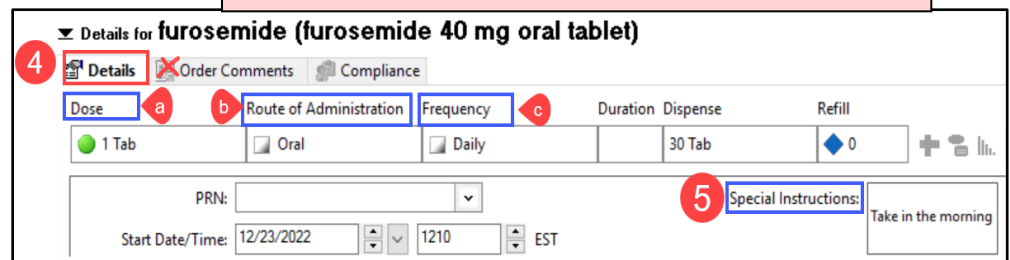 Details for furosemide (furosemide 40 mg oral tablet)
4 Details Order Comments Compliance
Dose a b Route of Administration Frequency c Duration Dispense Refill
1 Tab Oral Daily 30 Tab 0
PRN: 5 Special Instructions: Take in the morning
Start Date/Time: 12/23/2022 1210 EST